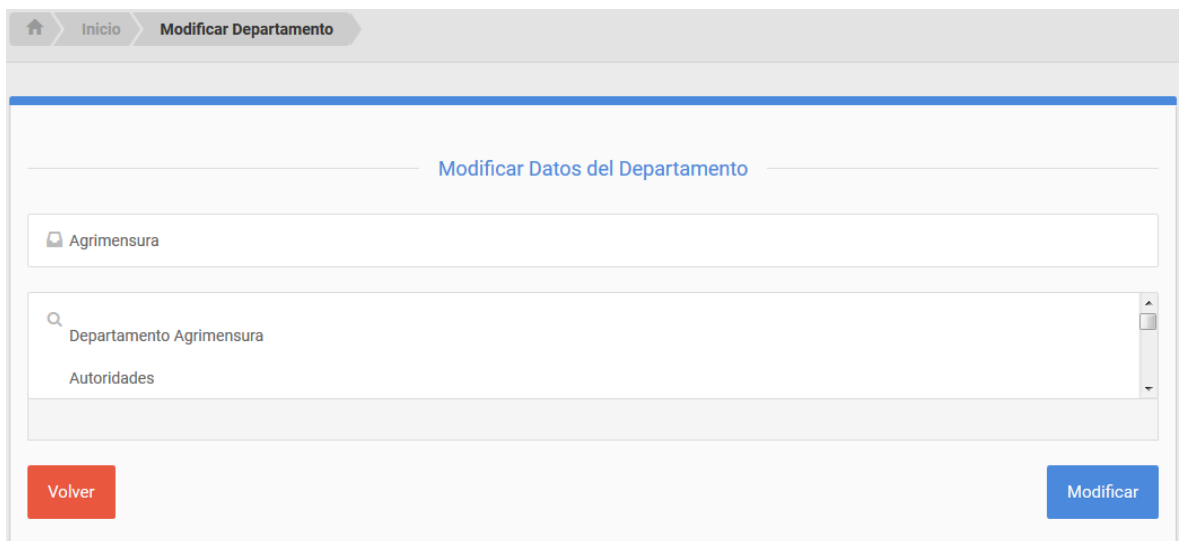 Inicio Modificar Departamento
Modificar Datos del Departamento
Agrimensura
Departamento Agrimensura
Autoridades
Volver Modificar